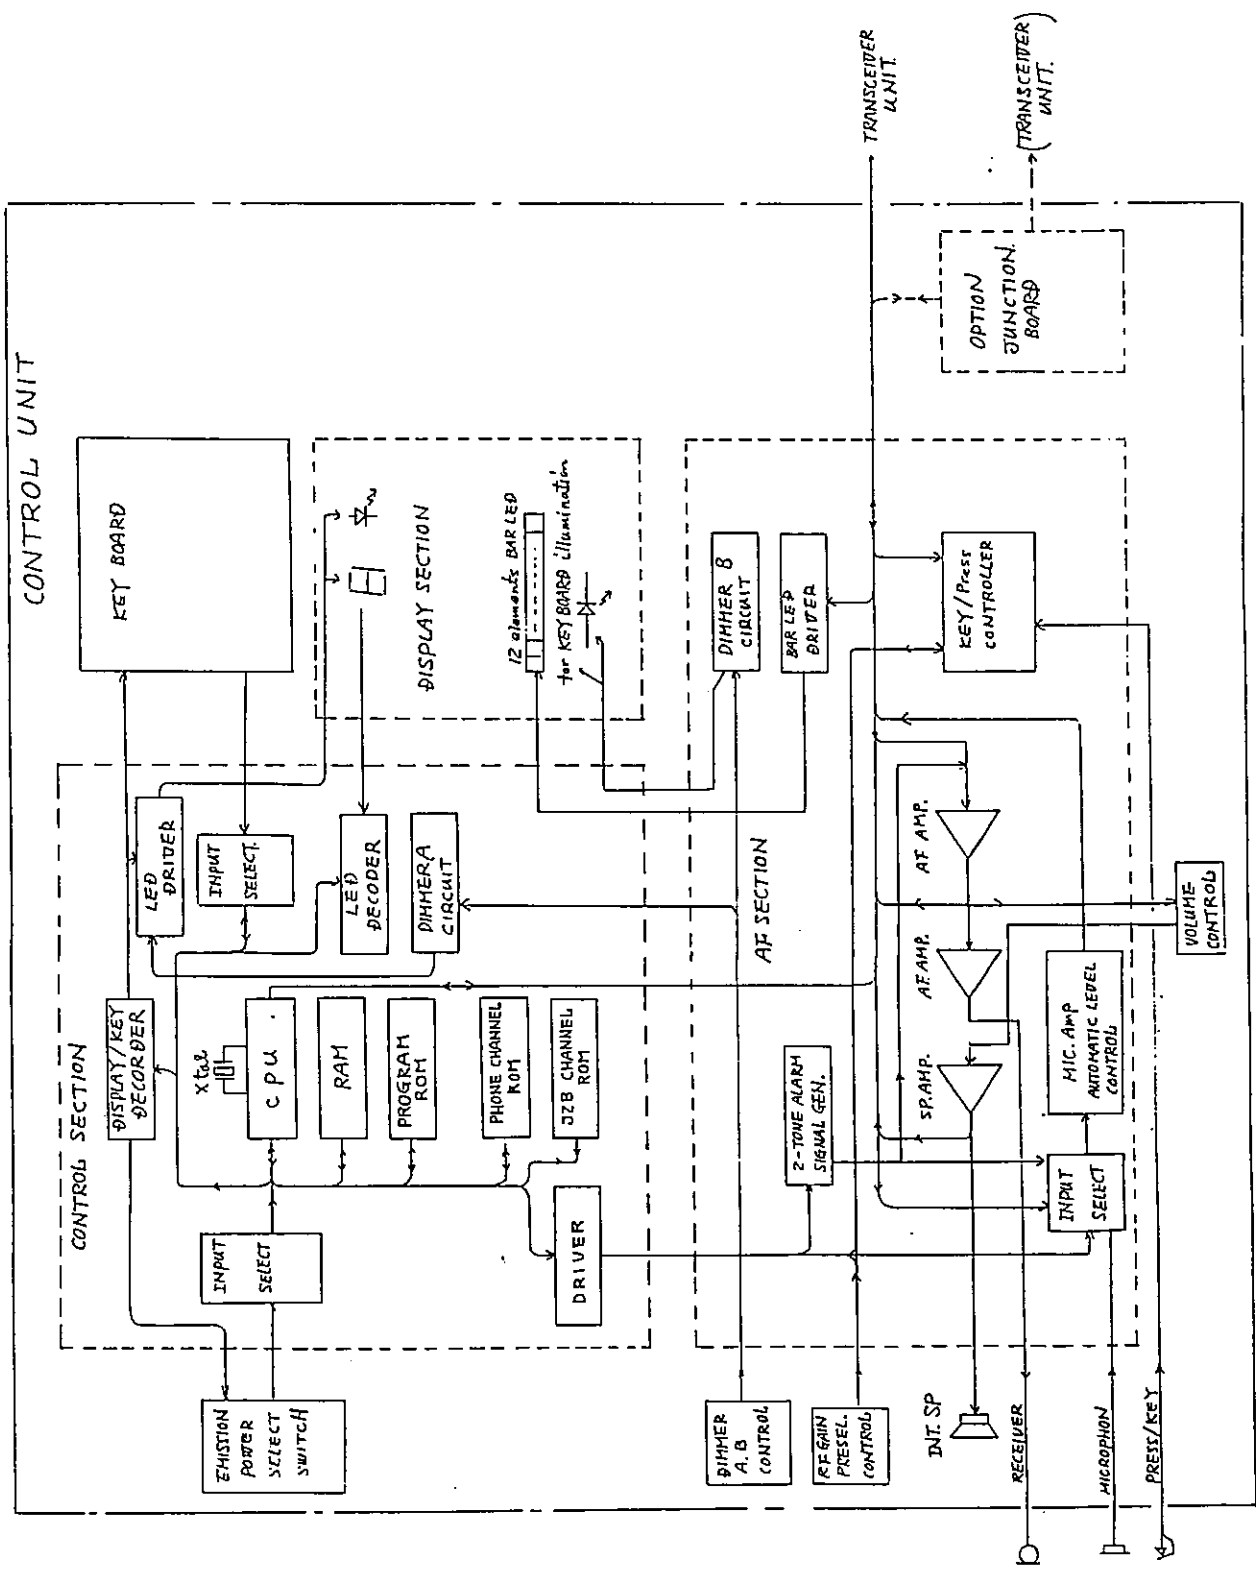 CONTROL UNIT
CONTROL SECTION
EMISSION
POWER
SELECT
SWITCH
INPUT
SELECT
DISPLAY/KEY
DECORDER
Xtal
CPU
RAM
PROGRAM
ROM
PHONE CHANNEL
ROM
JZB CHANNEL
ROM
DRIVER
LED
DRIVER
INPUT
SELECT.
LED
DECODER
DIMMER A
CIRCUIT
KEY BOARD
DISPLAY SECTION
12 elements BAR LED
for KEY BOARD illumination
AF SECTION
DIMMER
A.B
CONTROL
RF GAIN
PRESEL.
CONTROL
INT. SP
RECEIVER
MICROPHON
PRESS/KEY
2-TONE ALARM
SIGNAL GEN.
INPUT
SELECT
SP.AMP.
AF.AMP.
AF AMP.
MIC. Amp
AUTOMATIC LEVEL
CONTROL
VOLUME
CONTROL
DIMMER B
CIRCUIT
BAR LED
DRIVER
KEY/Press
CONTROLLER
OPTION
JUNCTION
BOARD
TRANSCEIVER
UNIT.
(TRANSCEIVER
UNIT.)